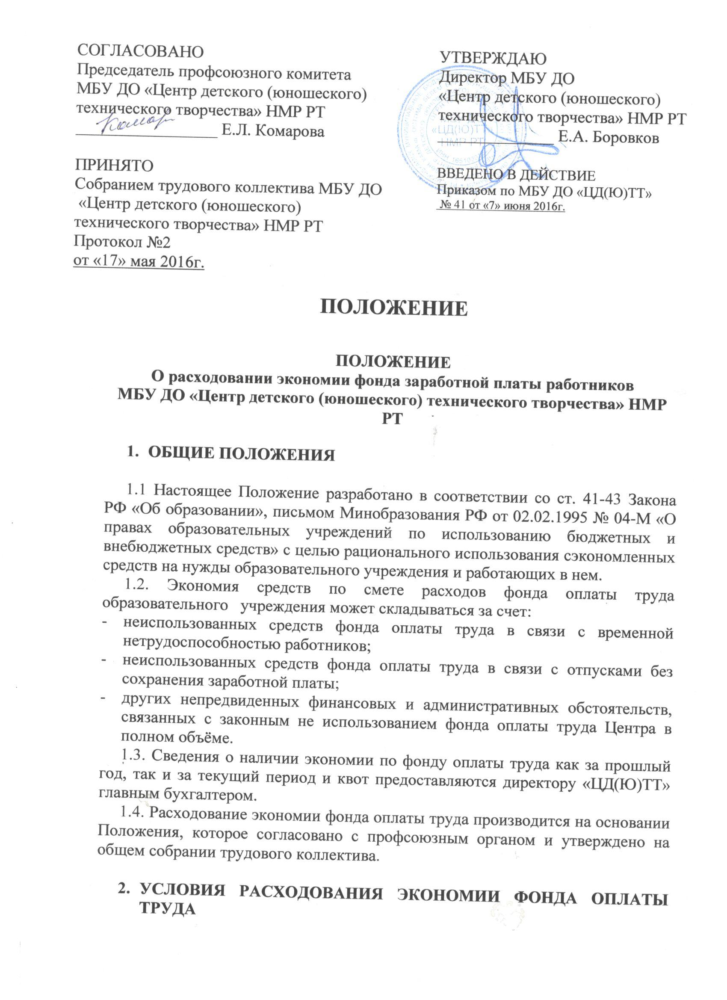 СОГЛАСОВАНО
Председатель профсоюзного комитета
МБУ ДО «Центр детского (юношеского)
технического творчества» НМР РТ
Комар
Е.Л. Комарова
ПРИНЯТО
Собранием трудового коллектива МБУ ДО
«Центр детского (юношеского)
технического творчества» НМР РТ
Протокол №2
от «17» мая 2016г.
УТВЕРЖДАЮ
Директор МБУ ДО
«Центр детского (юношеского)
технического творчества» НМР РТ
Е.А. Боровков
«ЦД(Ю)ТТ»
НМР РТ
ВВЕДЕНО В ДЕЙСТВИЕ
Приказом по МБУ ДО «ЦД(Ю)ТТ»
№ 41 от «7» июня 2016г.
ПОЛОЖЕНИЕ
ПОЛОЖЕНИЕ
О расходовании экономии фонда заработной платы работников
МБУ ДО «Центр детского (юношеского) технического творчества» НМР
РТ
1. ОБЩИЕ ПОЛОЖЕНИЯ
1.1 Настоящее Положение разработано в соответствии со ст. 41-43 Закона
РФ «Об образовании», письмом Минобразования РФ от 02.02.1995 № 04-М «О
правах образовательных учреждений по использованию бюджетных и
внебюджетных средств» с целью рационального использования сэкономленных
средств на нужды образовательного учреждения и работающих в нем.
1.2. Экономия средств по смете расходов фонда оплаты труда
образовательного учреждения может складываться за счет:
- неиспользованных средств фонда оплаты труда в связи с временной
нетрудоспособностью работников;
- неиспользованных средств фонда оплаты труда в связи с отпусками без
сохранения заработной платы;
- других непредвиденных финансовых и административных обстоятельств,
связанных с законным не использованием фонда оплаты труда Центра в
полном объёме.
1.3. Сведения о наличии экономии по фонду оплаты труда как за прошлый
год, так и за текущий период и квот предоставляются директору «ЦД(Ю)ТТ»
главным бухгалтером.
1.4. Расходование экономии фонда оплаты труда производится на основании
Положения, которое согласовано с профсоюзным органом и утверждено на
общем собрании трудового коллектива.
2. УСЛОВИЯ РАСХОДОВАНИЯ ЭКОНОМИИ ФОНДА ОПЛАТЫ
ТРУДА